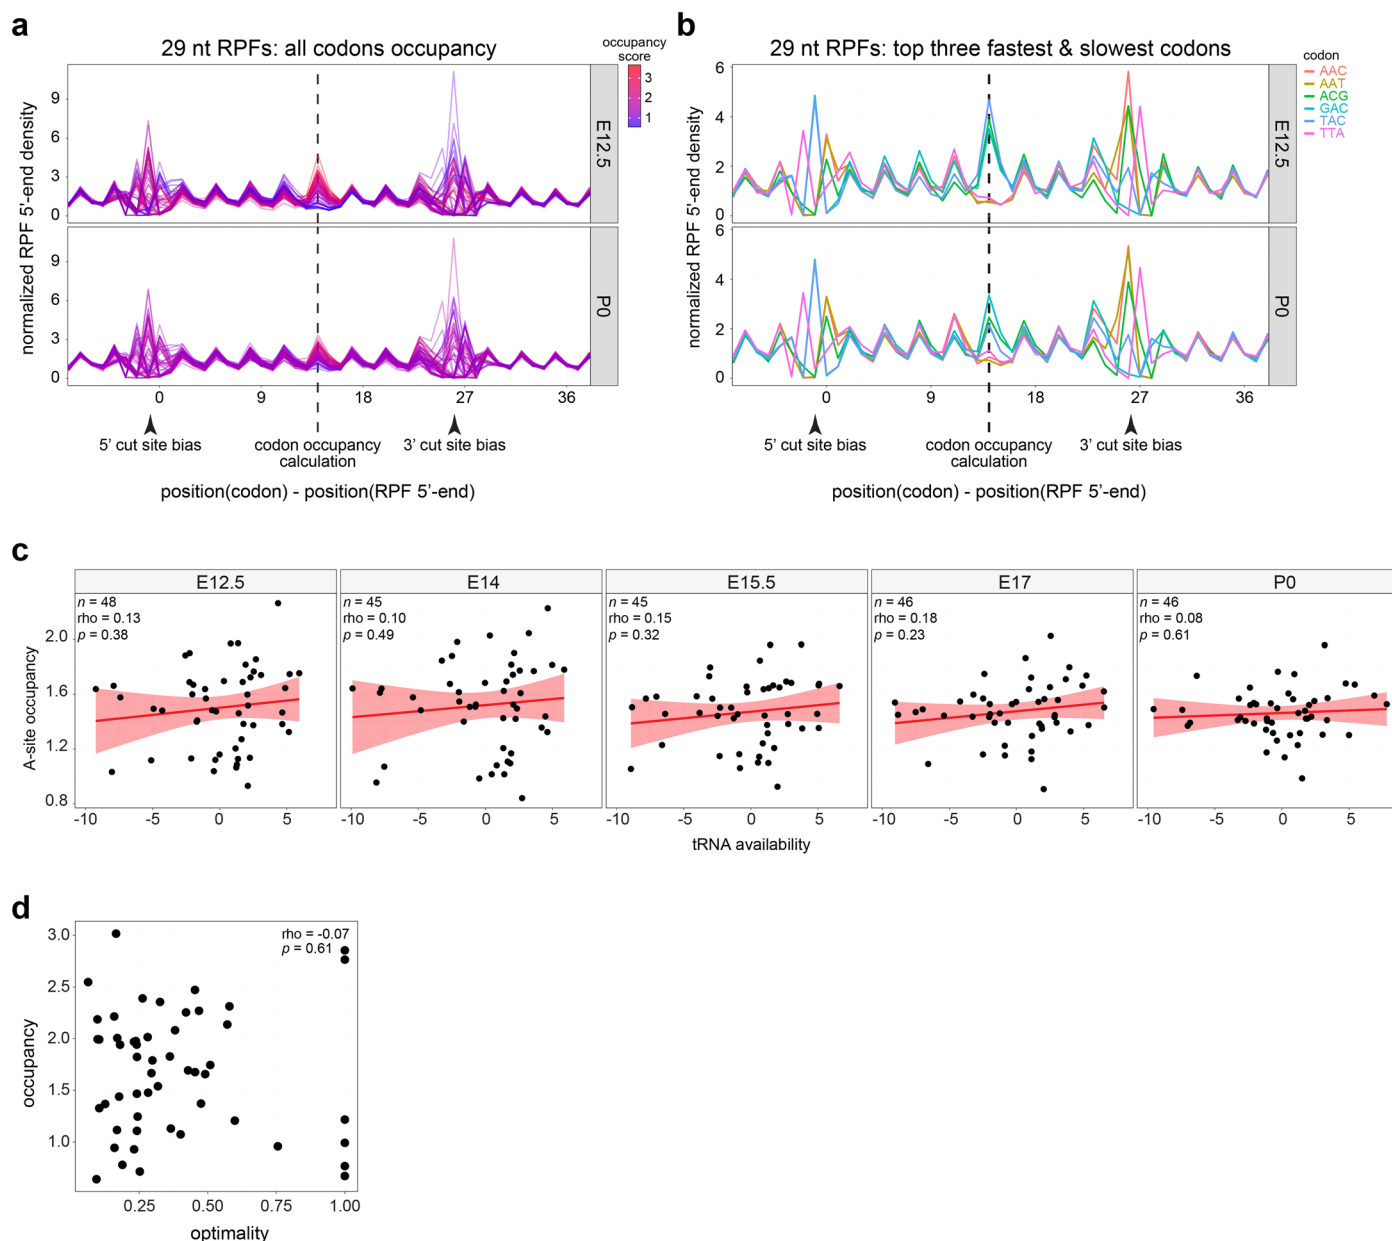 a
29 nt RPFs: all codons occupancy
occupancy
score
3
2
1
normalized RPF 5'-end density
9
6
3
0
E12.5
9
6
3
0
P0
0 9 18 27 36
5' cut site bias
codon occupancy
calculation
3' cut site bias
position(codon) - position(RPF 5'-end)
b
29 nt RPFs: top three fastest & slowest codons
codon
AAC
AAT
ACG
GAC
TAC
TTA
normalized RPF 5'-end density
6
4
2
0
E12.5
6
4
2
0
P0
0 9 18 27 36
5' cut site bias
codon occupancy
calculation
3' cut site bias
position(codon) - position(RPF 5'-end)
c
E12.5
n = 48
rho = 0.13
p = 0.38
E14
n = 45
rho = 0.10
p = 0.49
E15.5
n = 45
rho = 0.15
p = 0.32
E17
n = 46
rho = 0.18
p = 0.23
P0
n = 46
rho = 0.08
p = 0.61
A-site occupancy
2.0
1.6
1.2
0.8
-10 -5 0 5
-10 -5 0 5
-10 -5 0 5
-10 -5 0 5
-10 -5 0 5
tRNA availability
d
rho = -0.07
p = 0.61
occupancy
3.0
2.5
2.0
1.5
1.0
0.25 0.50 0.75 1.00
optimality